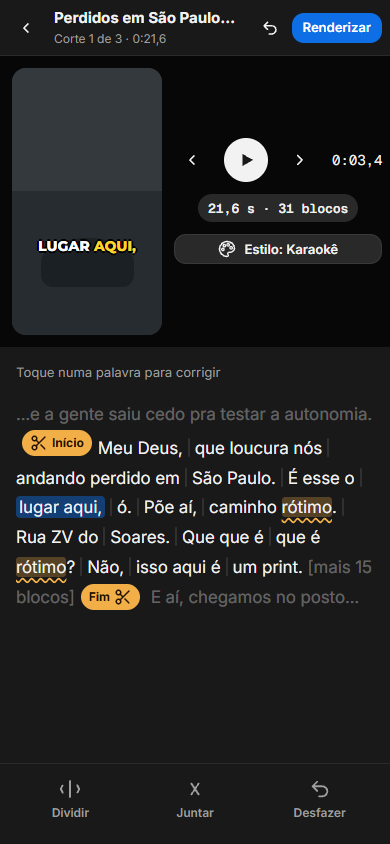 Perdidos em São Paulo...
Corte 1 de 3 · 0:21,6
Renderizar
LUGAR AQUI,
0:03,4
21,6 s · 31 blocos
Estilo: Karaokê
Toque numa palavra para corrigir
...e a gente saiu cedo pra testar a autonomia.
Início Meu Deus, que loucura nós
andando perdido em São Paulo. É esse o
lugar aqui, ó. Põe aí, caminho rótimo.
Rua ZV do Soares. Que que é que é
rótimo? Não, isso aqui é um print. [mais 15
blocos] Fim E aí, chegamos no posto...
Dividir
Juntar
Desfazer